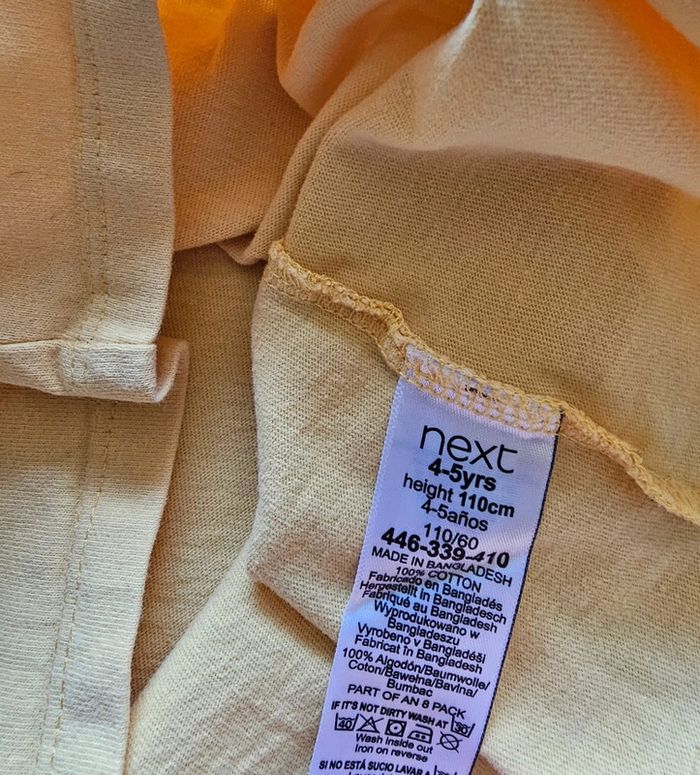 next
4-5yrs
height 110cm
4-5años
110/60
446-339-410
MADE IN BANGLADESH
100% COTTON
Fabricado en Bangladés
Hergestellt in Bangladesch
Fabriqué au Bangladesh
Wyprodukowano w
Bangladeszu
Vyrobeno v Bangladéši
Fabricat în Bangladesh
100% Algodón/Baumwolle/
Coton/Bawełna/Bavlna/
Bumbac
PART OF AN 8 PACK
IF IT'S NOT DIRTY WASH AT 30
40
Wash inside out
Iron on reverse
SI NO ESTÁ SUCIO LAVAR A